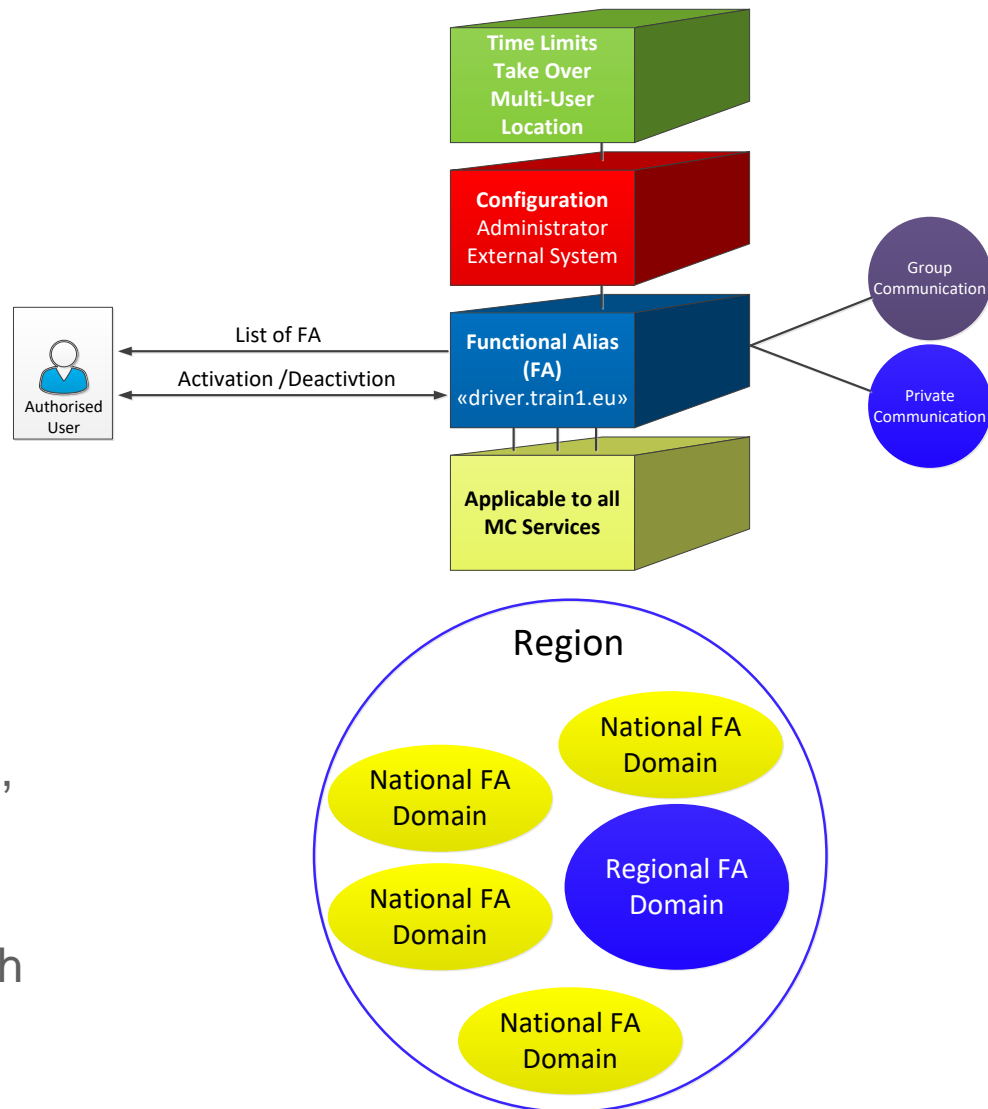 Time Limits
Take Over
Multi-User
Location
Configuration
Administrator
External System
Group
Communication
List of FA
Functional Alias
(FA)
«driver.train1.eu»
Activation /Deactivtion
Authorised
User
Private
Communication
Applicable to all
MC Services
Region
National FA
Domain
National FA
Domain
,
Regional FA
Domain
National FA
Domain
h
National FA
Domain